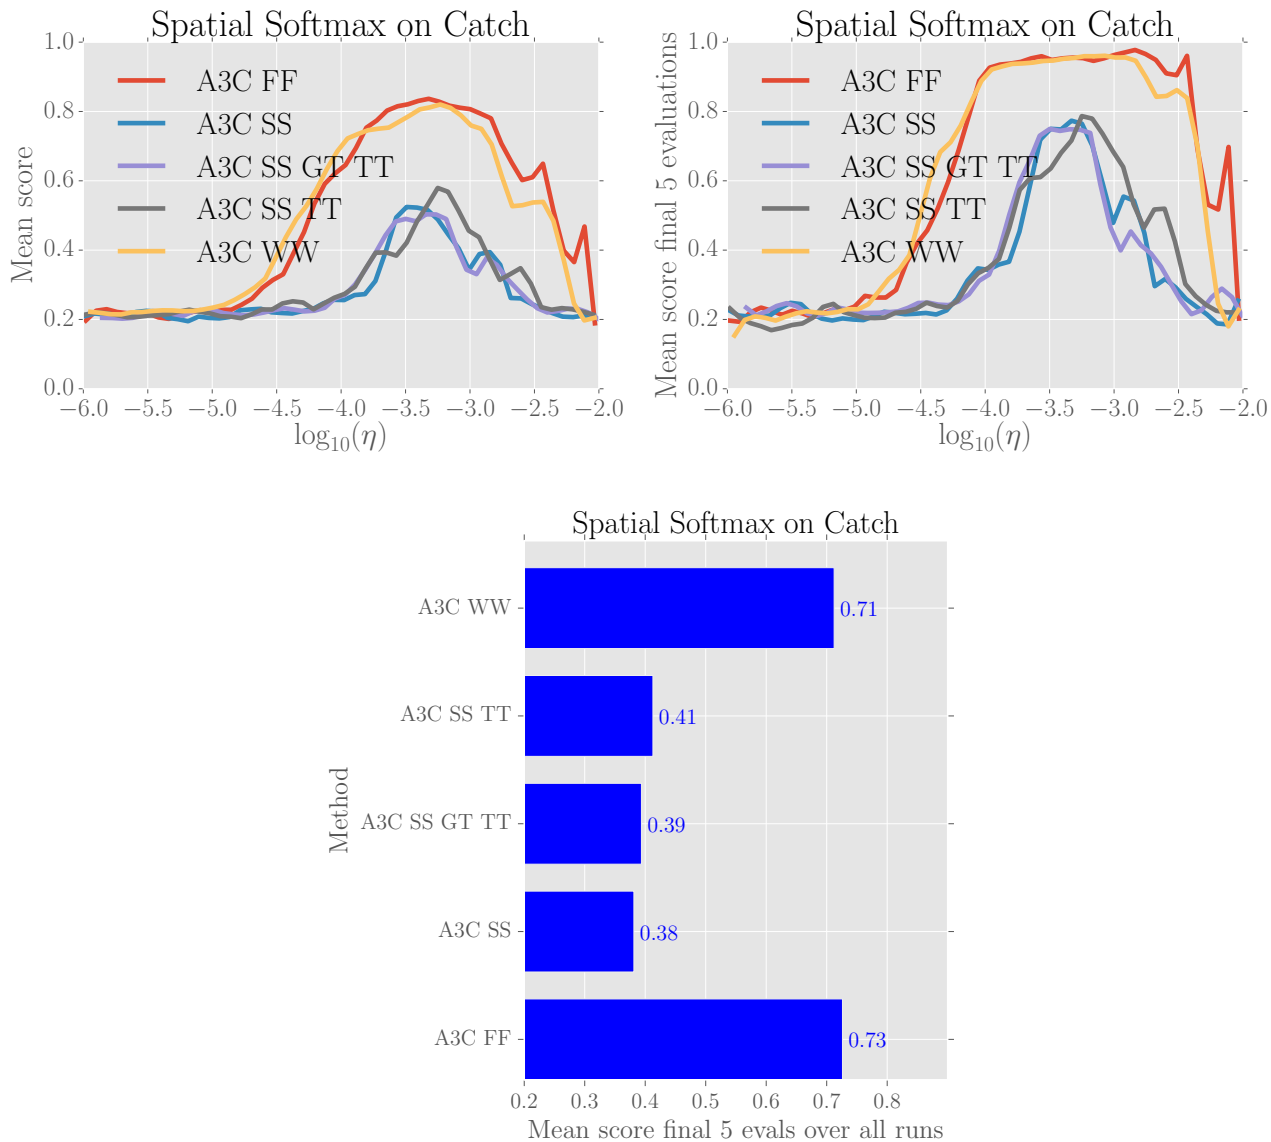 Spatial Softmax on Catch
Mean score
1.0
0.8
0.6
0.4
0.2
0.0
A3C FF
A3C SS
A3C SS GT TT
A3C SS TT
A3C WW
−6.0 −5.5 −5.0 −4.5 −4.0 −3.5 −3.0 −2.5 −2.0
log₁₀(η)
Spatial Softmax on Catch
Mean score final 5 evaluations
1.0
0.8
0.6
0.4
0.2
0.0
A3C FF
A3C SS
A3C SS GT TT
A3C SS TT
A3C WW
−6.0 −5.5 −5.0 −4.5 −4.0 −3.5 −3.0 −2.5 −2.0
log₁₀(η)
Spatial Softmax on Catch
Method
A3C WW 0.71
A3C SS TT 0.41
A3C SS GT TT 0.39
A3C SS 0.38
A3C FF 0.73
0.2 0.3 0.4 0.5 0.6 0.7 0.8
Mean score final 5 evals over all runs